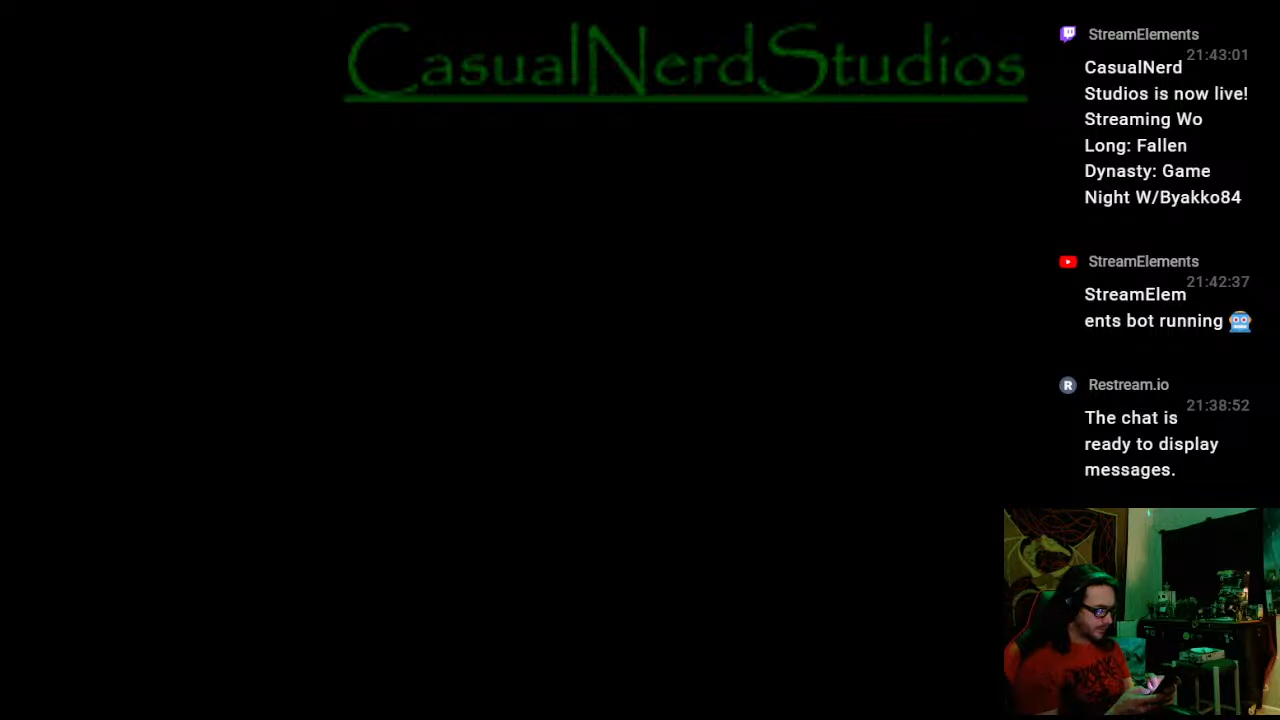 CasualNerdStudios
StreamElements
21:43:01
CasualNerd
Studios is now live!
Streaming Wo
Long: Fallen
Dynasty: Game
Night W/Byakko84
StreamElements
21:42:37
StreamElem
ents bot running
R
Restream.io
21:38:52
The chat is
ready to display
messages.